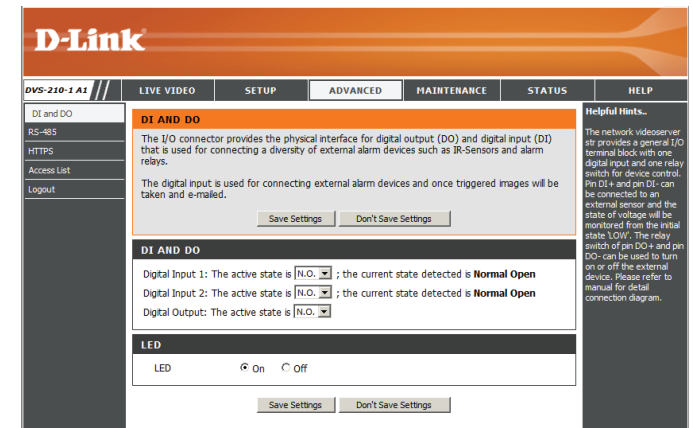 D-Link
DVS-210-1 A1
LIVE VIDEO
SETUP
ADVANCED
MAINTENANCE
STATUS
HELP
DI and DO
RS-485
HTTPS
Access List
Logout
DI AND DO
The I/O connector provides the physical interface for digital output (DO) and digital input (DI)
that is used for connecting a diversity of external alarm devices such as IR-Sensors and alarm
relays.
The digital input is used for connecting external alarm devices and once triggered images will be
taken and e-mailed.
Save Settings
Don't Save Settings
DI AND DO
Digital Input 1: The active state is N.O. ; the current state detected is Normal Open
Digital Input 2: The active state is N.O. ; the current state detected is Normal Open
Digital Output: The active state is N.O.
LED
LED On Off
Save Settings
Don't Save Settings
Helpful Hints..
The network videoserver
str provides a general I/O
terminal block with one
digital input and one relay
switch for device control.
Pin DI+ and pin DI- can
be connected to an
external sensor and the
state of voltage will be
monitored from the initial
state 'LOW'. The relay
switch of pin DO+ and pin
DO- can be used to turn
on or off the external
device. Please refer to
manual for detail
connection diagram.